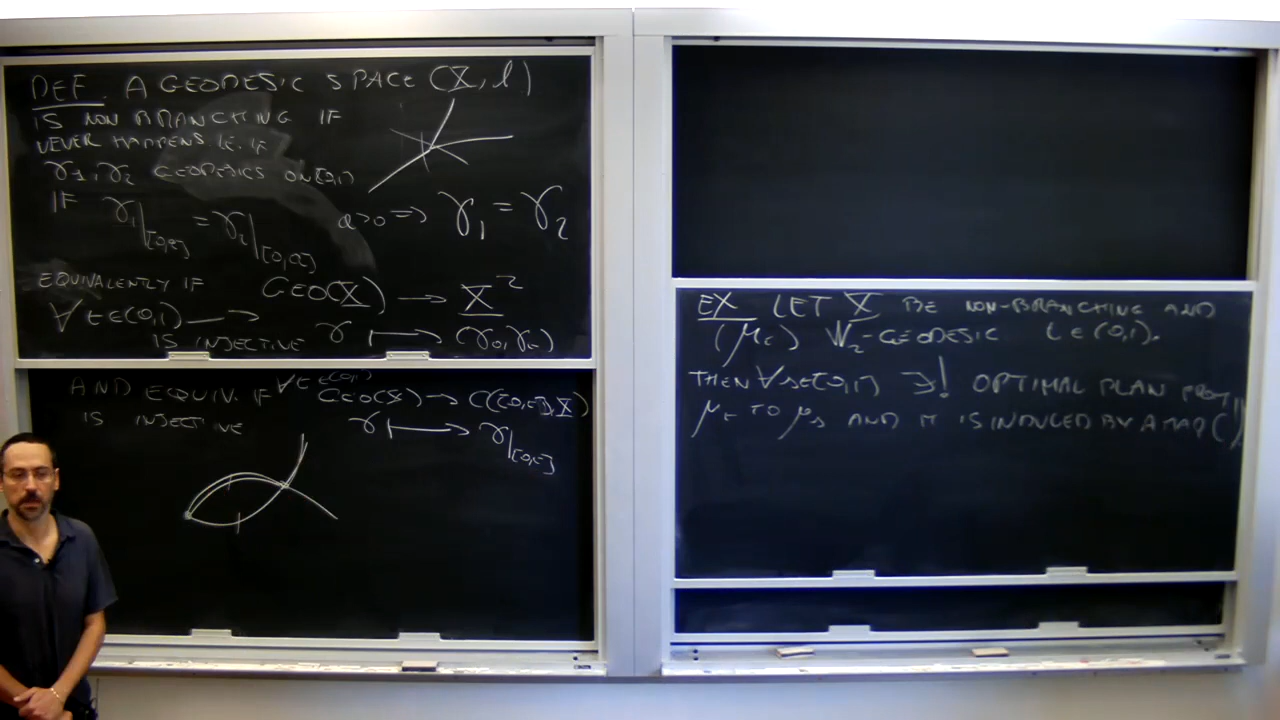 DEF. A GEODESIC SPACE (X, d)
IS NON BRANCHING IF
NEVER HAPPENS I.E. IF
γ1, γ2 GEODESICS ON [0,1]
IF γ1|[0,a] = γ2|[0,a] a>0 => γ1 = γ2
EQUIVALENTLY IF GEO(X) → X²
∀ t∈(0,1) → γ ↦ (γ0, γt)
IS INJECTIVE
AND EQUIV. IF ∀t∈(0,1) GEO(X) → C([0,t], X)
IS INJECTIVE γ ↦ γ|[0,t]
EX LET X BE NON-BRANCHING AND
(μt) W2-GEODESIC t∈(0,1).
THEN ∀ s∈[0,1] ∃! OPTIMAL PLAN FROM
μt TO μs AND IT IS INDUCED BY A MAP